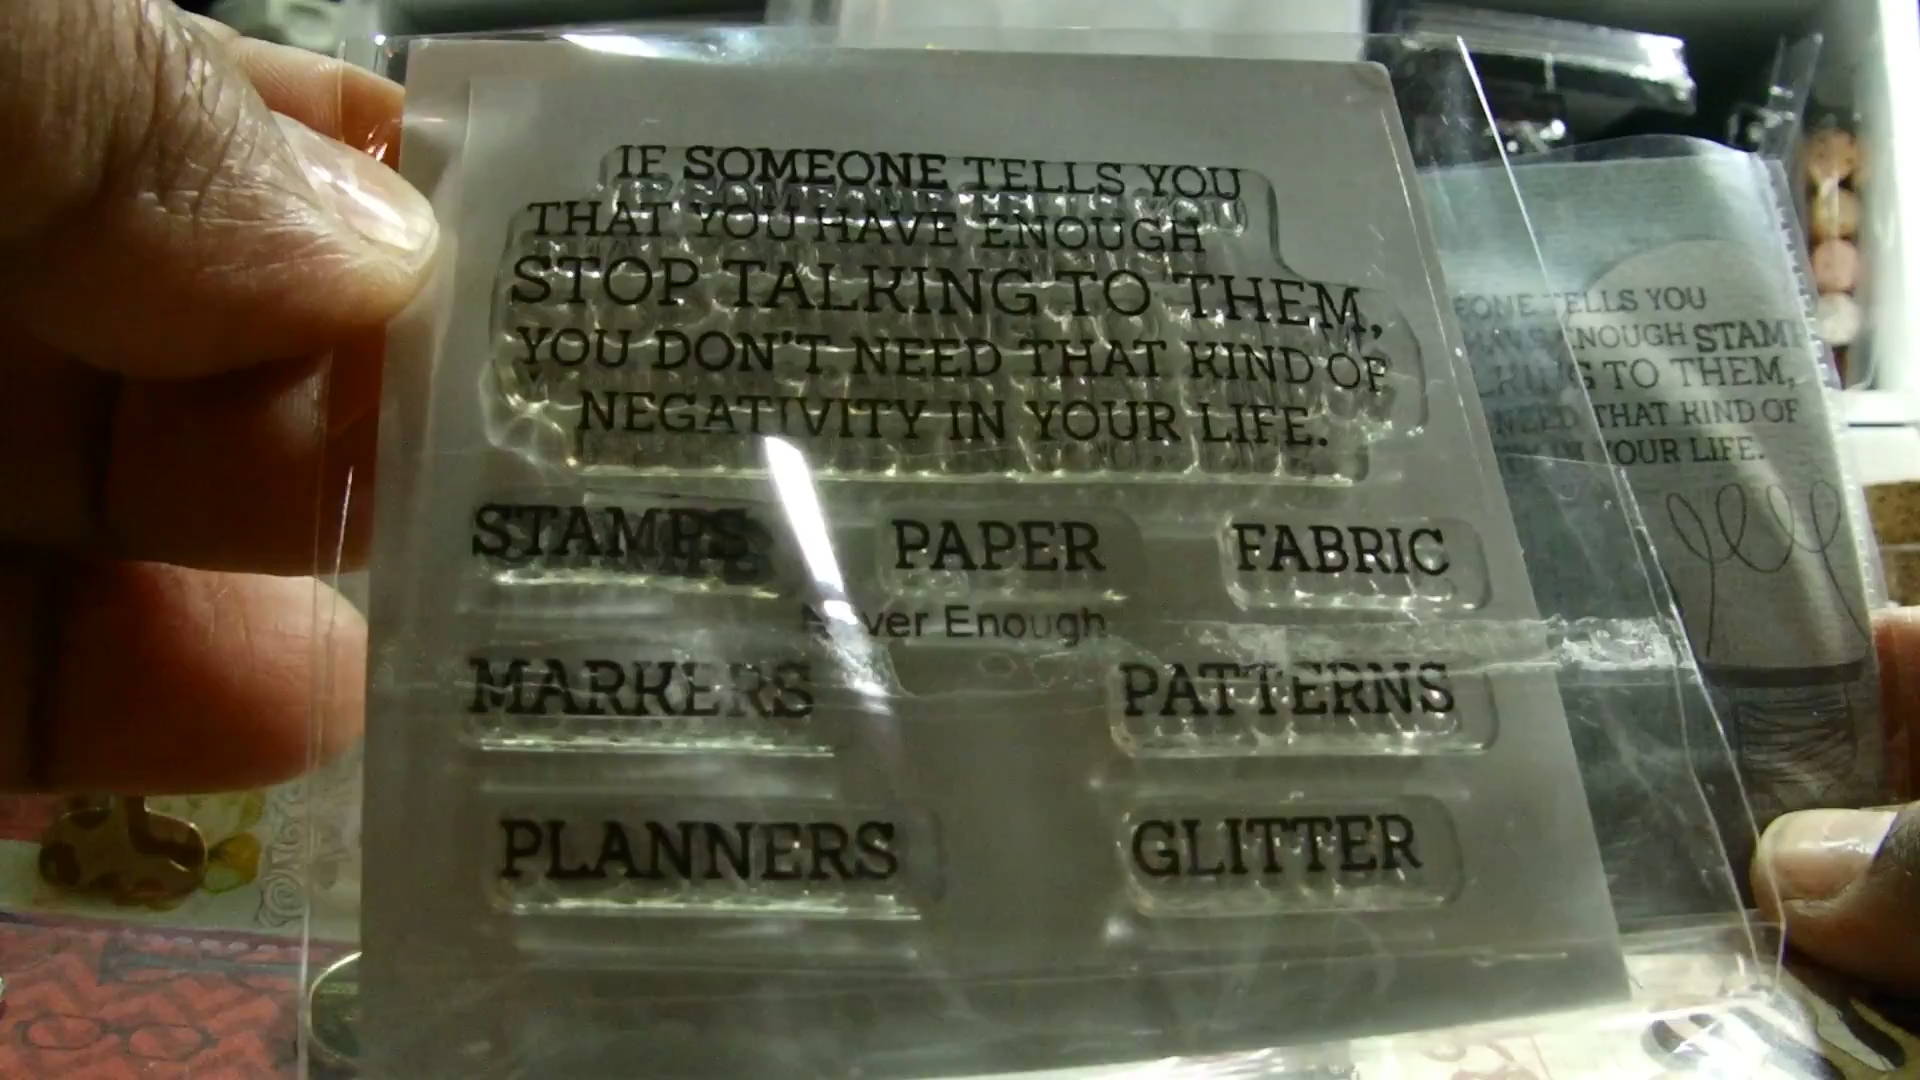 IF SOMEONE TELLS YOU
THAT YOU HAVE ENOUGH
STOP TALKING TO THEM,
YOU DON'T NEED THAT KIND OF
NEGATIVITY IN YOUR LIFE.
STAMPS PAPER FABRIC
Never Enough
MARKERS PATTERNS
PLANNERS GLITTER
TELLS YOU
ENOUGH STAMP
TO THEM,
NEED THAT KIND OF
YOUR LIFE.